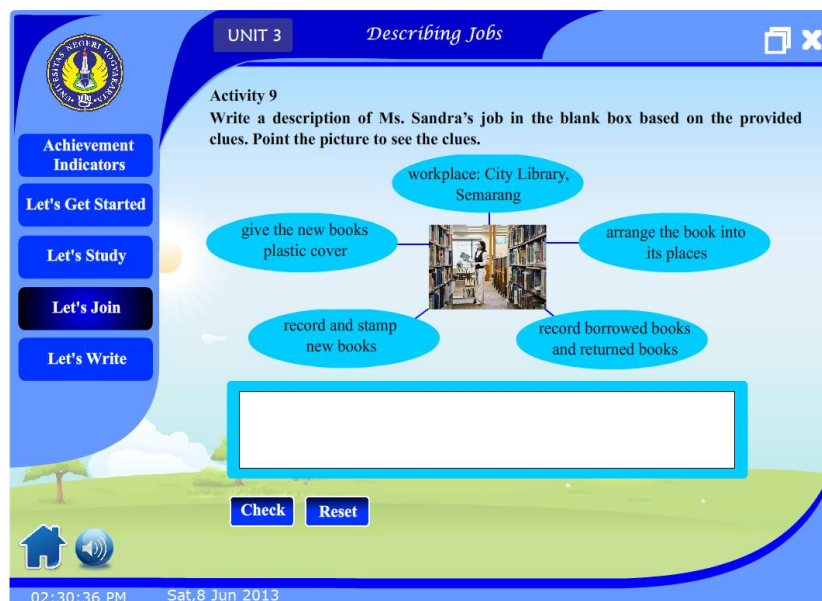 UNIT 3
Describing Jobs
UNIVERSITAS NEGERI YOGYAKARTA
Achievement
Indicators
Let's Get Started
Let's Study
Let's Join
Let's Write
Activity 9
Write a description of Ms. Sandra's job in the blank box based on the provided
clues. Point the picture to see the clues.
workplace: City Library,
Semarang
give the new books
plastic cover
arrange the book into
its places
record and stamp
new books
record borrowed books
and returned books
Check
Reset
02:30:36 PM
Sat,8 Jun 2013